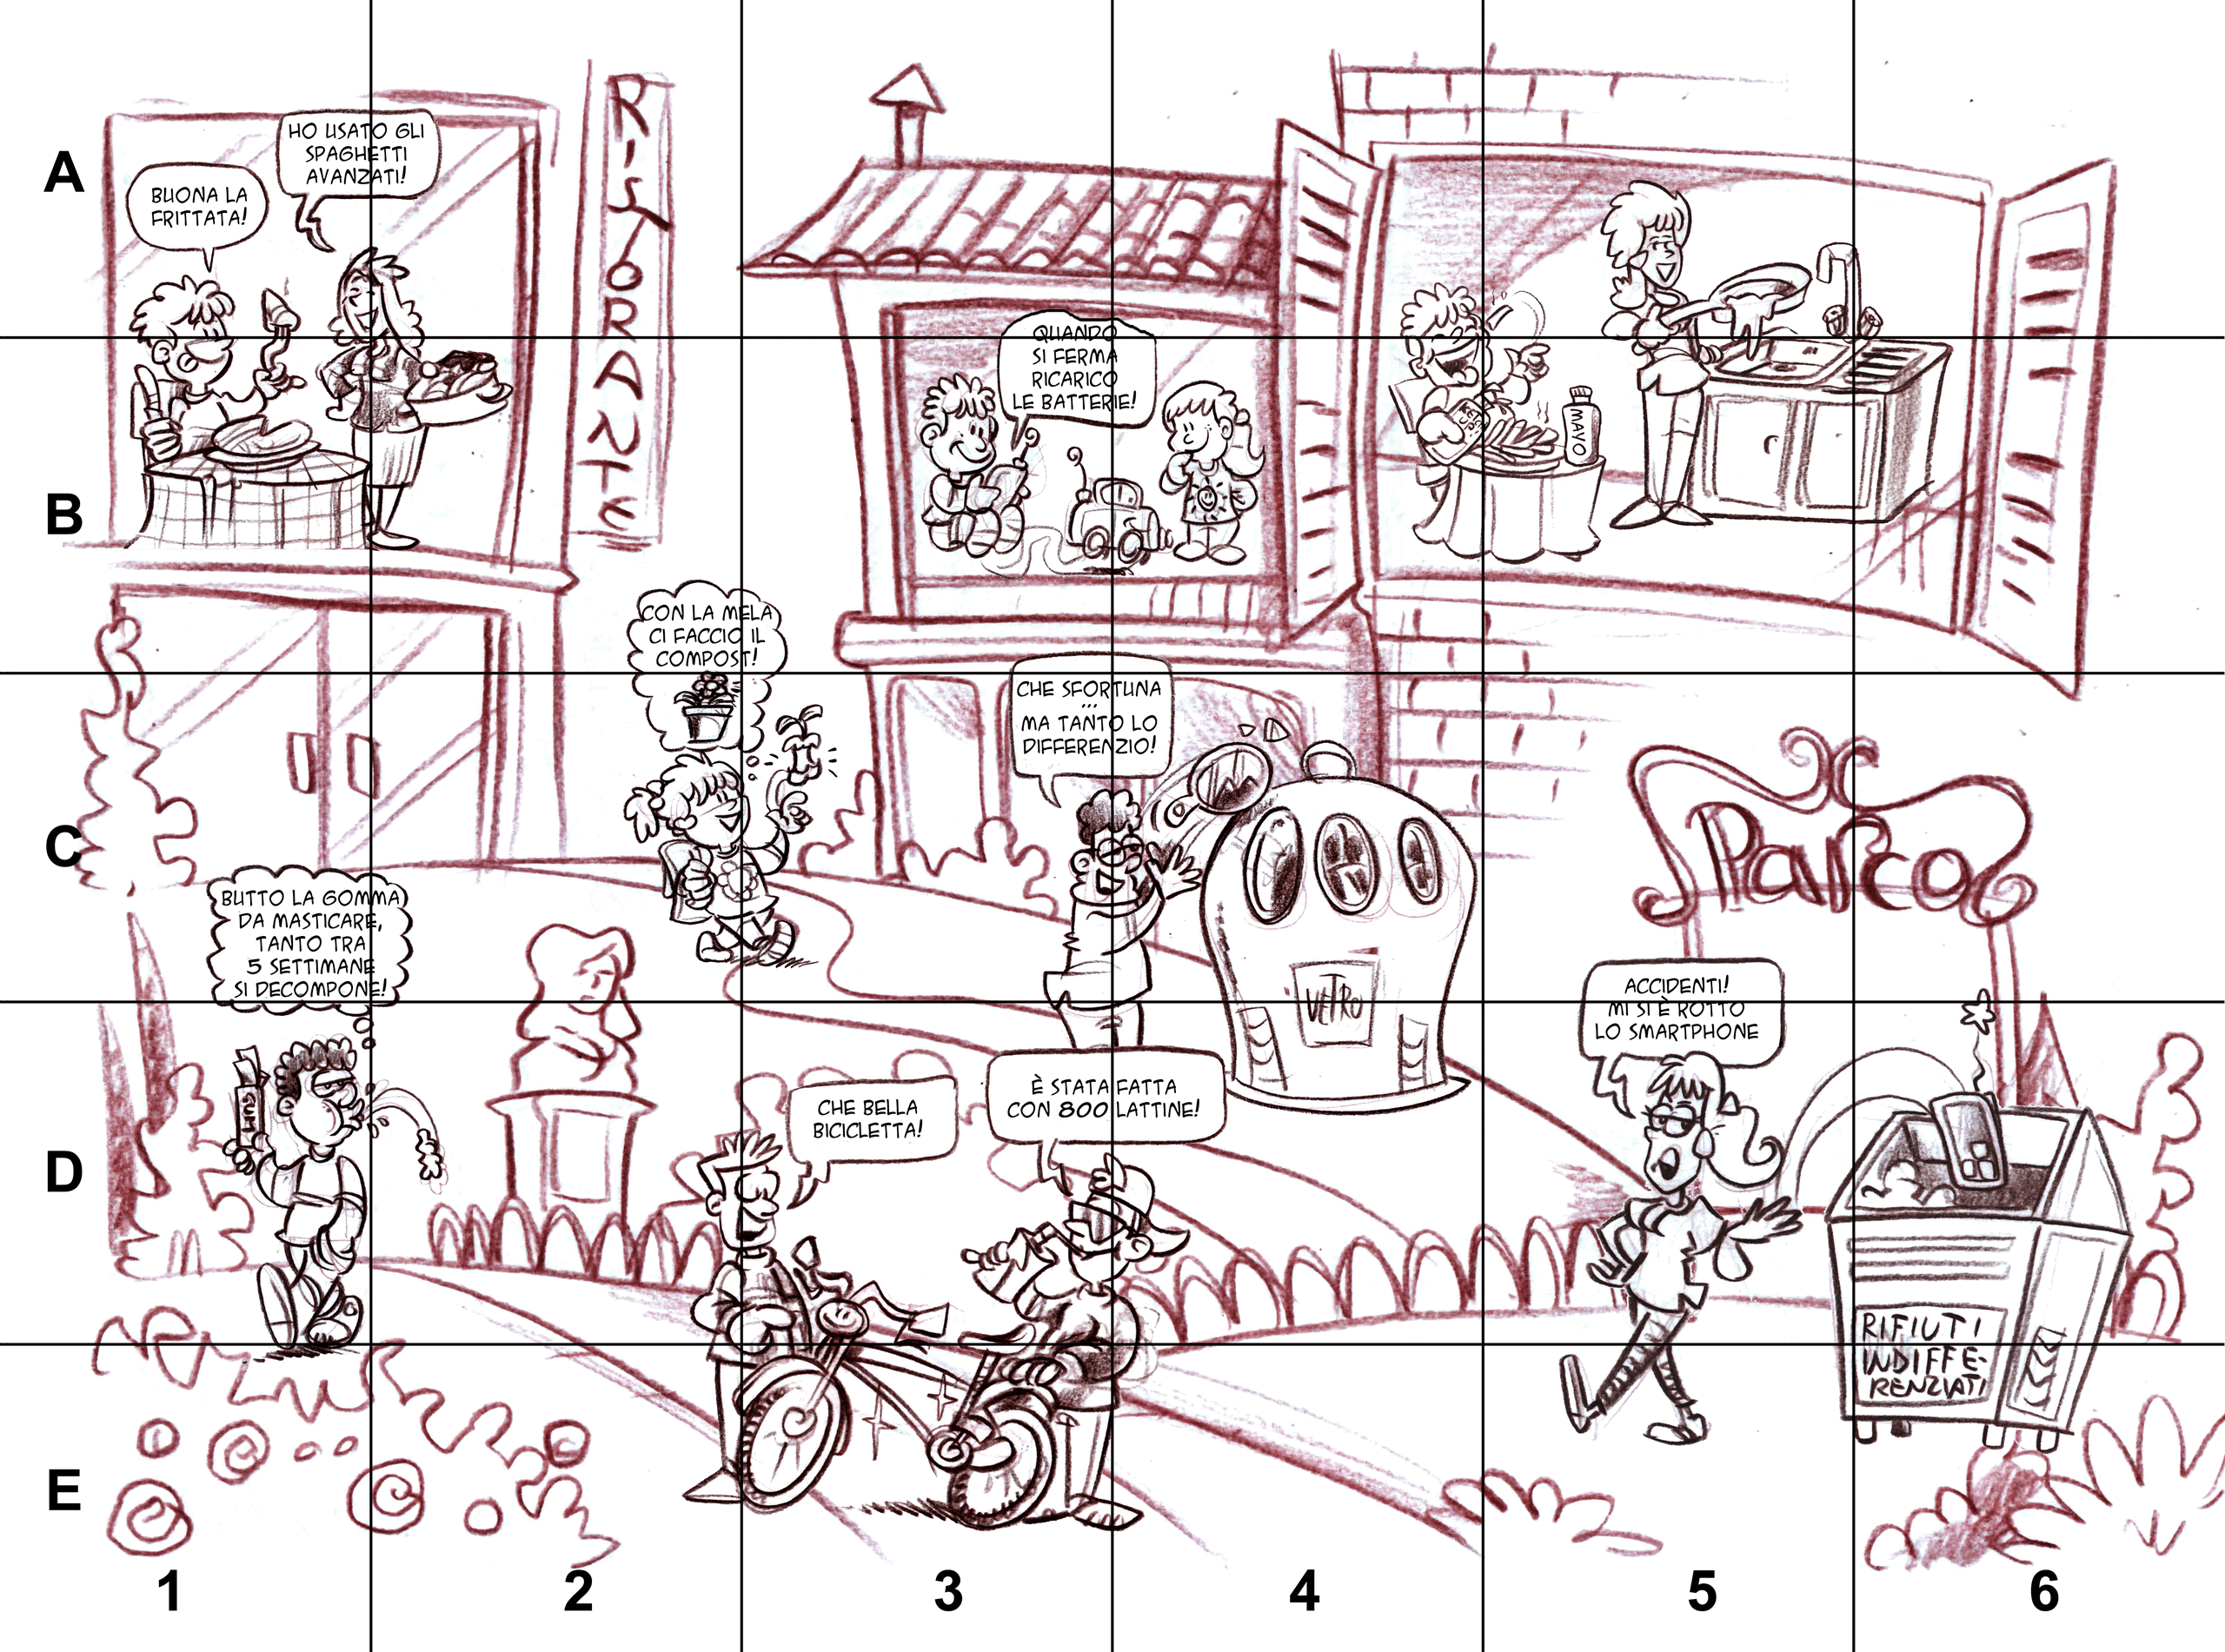 A
HO USATO GLI
SPAGHETTI
AVANZATI!
BUONA LA
FRITTATA!
RISTORANTE
QUANDO
SI FERMA
RICARICO
LE BATTERIE!
MAYO
B
CON LA MELA
CI FACCIO IL
COMPOST!
CHE SFORTUNA
...
MA TANTO LO
DIFFERENZIO!
Parco
C
BUTTO LA GOMMA
DA MASTICARE,
TANTO TRA
5 SETTIMANE
SI DECOMPONE!
VETRO
ACCIDENTI!
MI SI È ROTTO
LO SMARTPHONE
GUM
CHE BELLA
BICICLETTA!
È STATA FATTA
CON 800 LATTINE!
D
RIFIUTI
INDIFFE-
RENZIATI
E
1 2 3 4 5 6